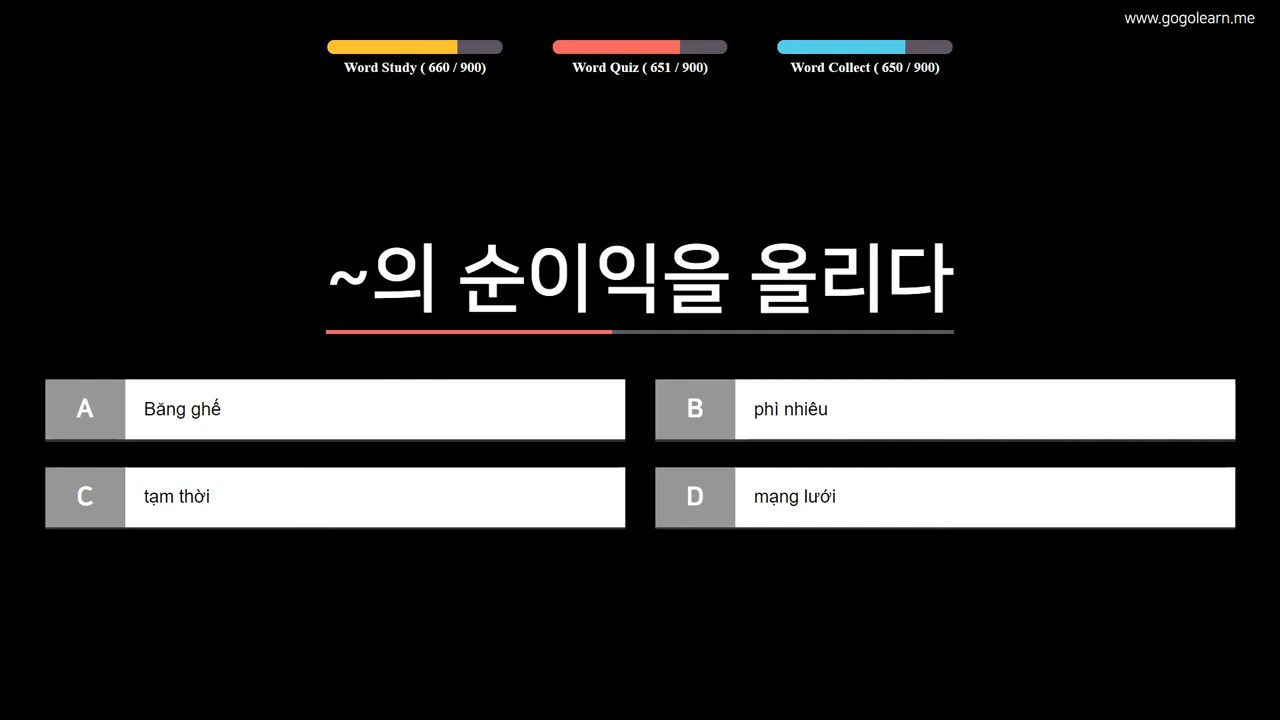 www.gogolearn.me
Word Study ( 660 / 900)
Word Quiz ( 651 / 900)
Word Collect ( 650 / 900)
~의 순이익을 올리다
A Băng ghế
B phì nhiêu
C tạm thời
D mạng lưới